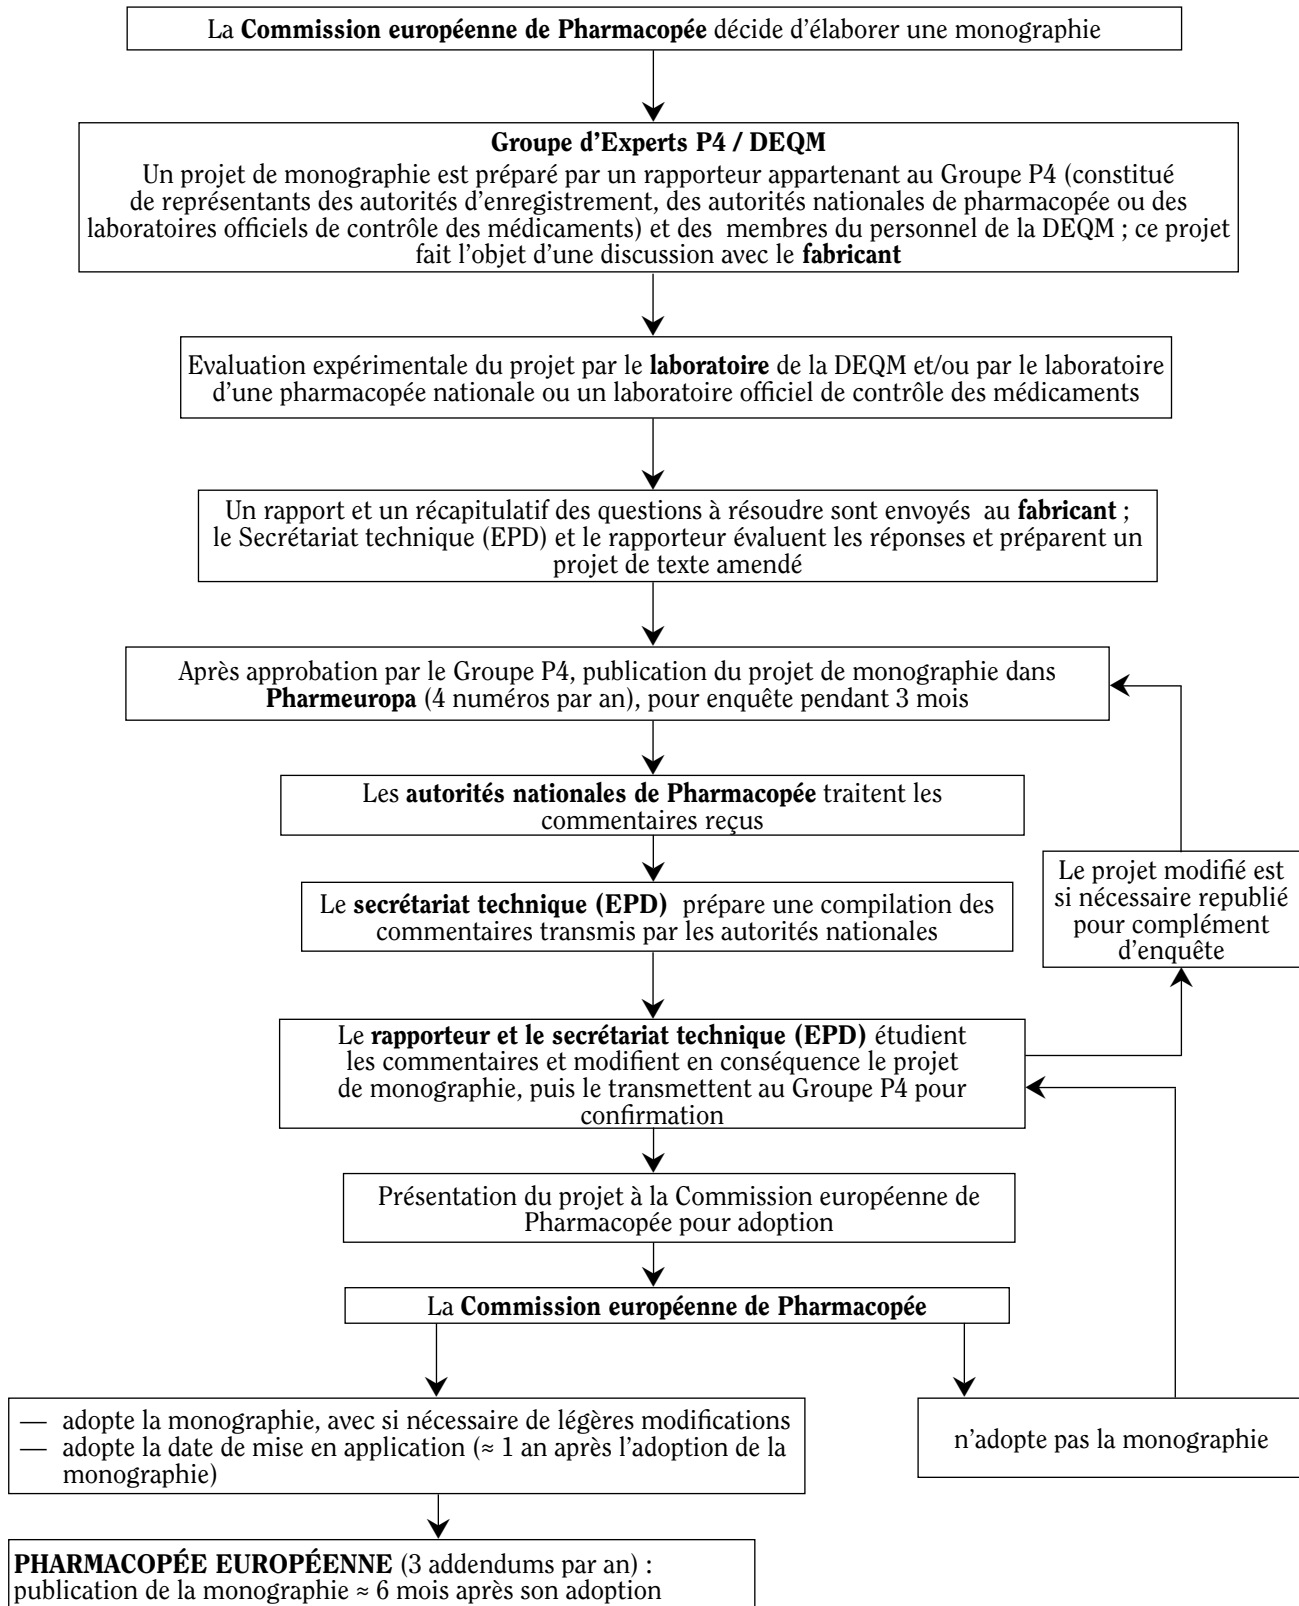 La Commission européenne de Pharmacopée décide d'élaborer une monographie
Groupe d'Experts P4 / DEQM
Un projet de monographie est préparé par un rapporteur appartenant au Groupe P4 (constitué
de représentants des autorités d'enregistrement, des autorités nationales de pharmacopée ou des
laboratoires officiels de contrôle des médicaments) et des membres du personnel de la DEQM ; ce projet
fait l'objet d'une discussion avec le fabricant
Evaluation expérimentale du projet par le laboratoire de la DEQM et/ou par le laboratoire
d'une pharmacopée nationale ou un laboratoire officiel de contrôle des médicaments
Un rapport et un récapitulatif des questions à résoudre sont envoyés au fabricant ;
le Secrétariat technique (EPD) et le rapporteur évaluent les réponses et préparent un
projet de texte amendé
Après approbation par le Groupe P4, publication du projet de monographie dans
Pharmeuropa (4 numéros par an), pour enquête pendant 3 mois
Les autorités nationales de Pharmacopée traitent les
commentaires reçus
Le secrétariat technique (EPD) prépare une compilation des
commentaires transmis par les autorités nationales
Le projet modifié est
si nécessaire republié
pour complément
d'enquête
Le rapporteur et le secrétariat technique (EPD) étudient
les commentaires et modifient en conséquence le projet
de monographie, puis le transmettent au Groupe P4 pour
confirmation
Présentation du projet à la Commission européenne de
Pharmacopée pour adoption
La Commission européenne de Pharmacopée
— adopte la monographie, avec si nécessaire de légères modifications
— adopte la date de mise en application (≈ 1 an après l'adoption de la
monographie)
n'adopte pas la monographie
PHARMACOPÉE EUROPÉENNE (3 addendums par an) :
publication de la monographie ≈ 6 mois après son adoption